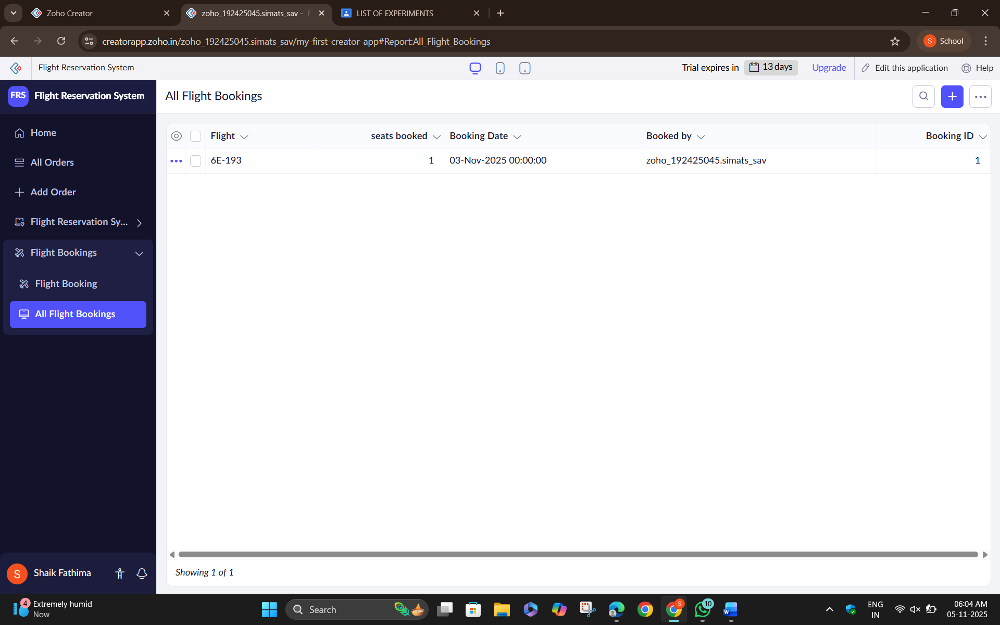 Zoho Creator
zoho_192425045.simats_sav - F
LIST OF EXPERIMENTS
creatorapp.zoho.in/zoho_192425045.simats_sav/my-first-creator-app#Report:All_Flight_Bookings
S School
Flight Reservation System
Trial expires in 13 days Upgrade Edit this application Help
FRS Flight Reservation System
All Flight Bookings
Home
All Orders
Add Order
Flight Reservation Sy...
Flight Bookings
Flight Booking
All Flight Bookings
Flight seats booked Booking Date Booked by Booking ID
6E-193 1 03-Nov-2025 00:00:00 zoho_192425045.simats_sav 1
Showing 1 of 1
S Shaik Fathima
4 Extremely humid
Now
Search
S
10
W
ENG
IN
06:04 AM
05-11-2025